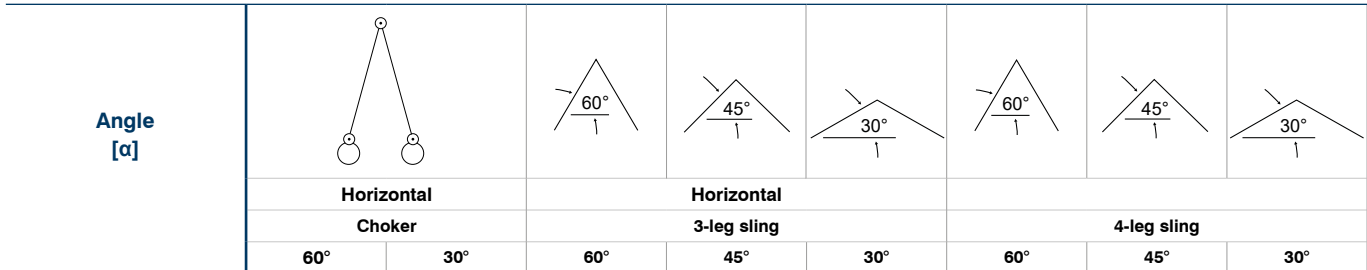 Angle
[α]
60° 45° 30° 60° 45° 30°
Horizontal Horizontal
Choker 3-leg sling 4-leg sling
60° 30° 60° 45° 30° 60° 45° 30°